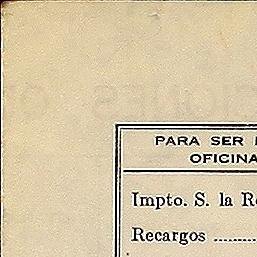 PARA SER
OFICINA
Impto. S. la
Recargos ..........